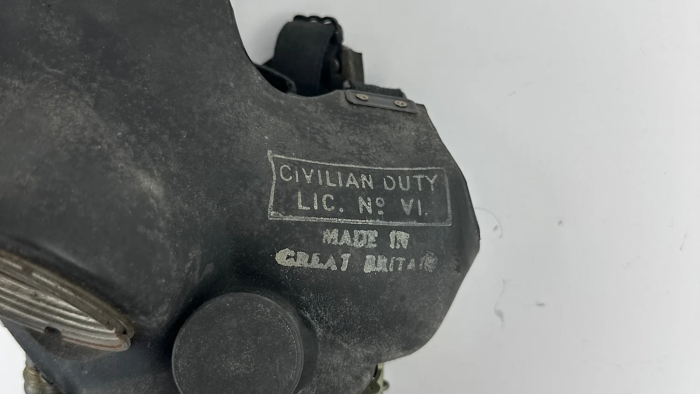 CIVILIAN DUTY
LIC. Nº VI.
MADE IN
GREAT BRITAIN